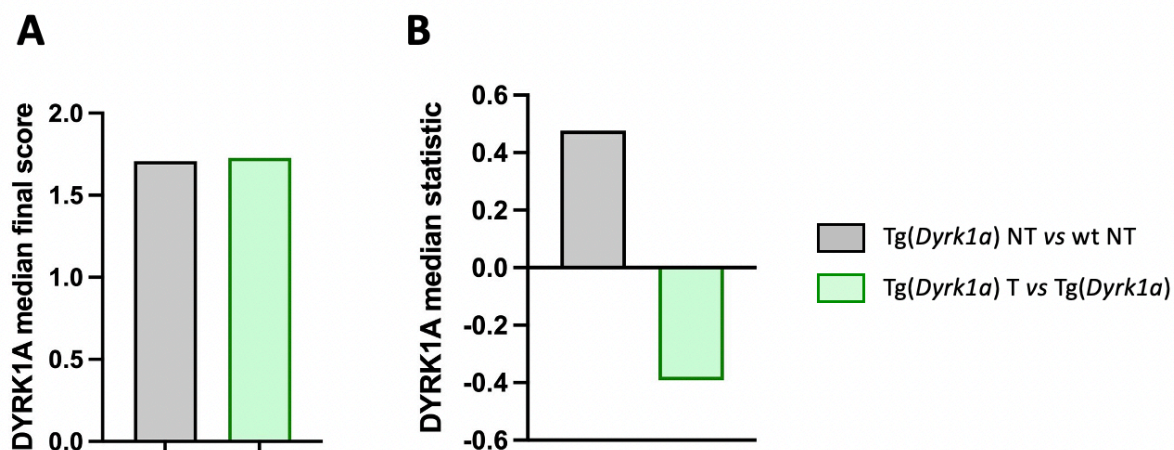 A
B
DYRK1A median final score
2.0
1.5
1.0
0.5
0.0
DYRK1A median statistic
0.6
0.4
0.2
0.0
-0.2
-0.4
-0.6
Tg(Dyrk1a) NT vs wt NT
Tg(Dyrk1a) T vs Tg(Dyrk1a)